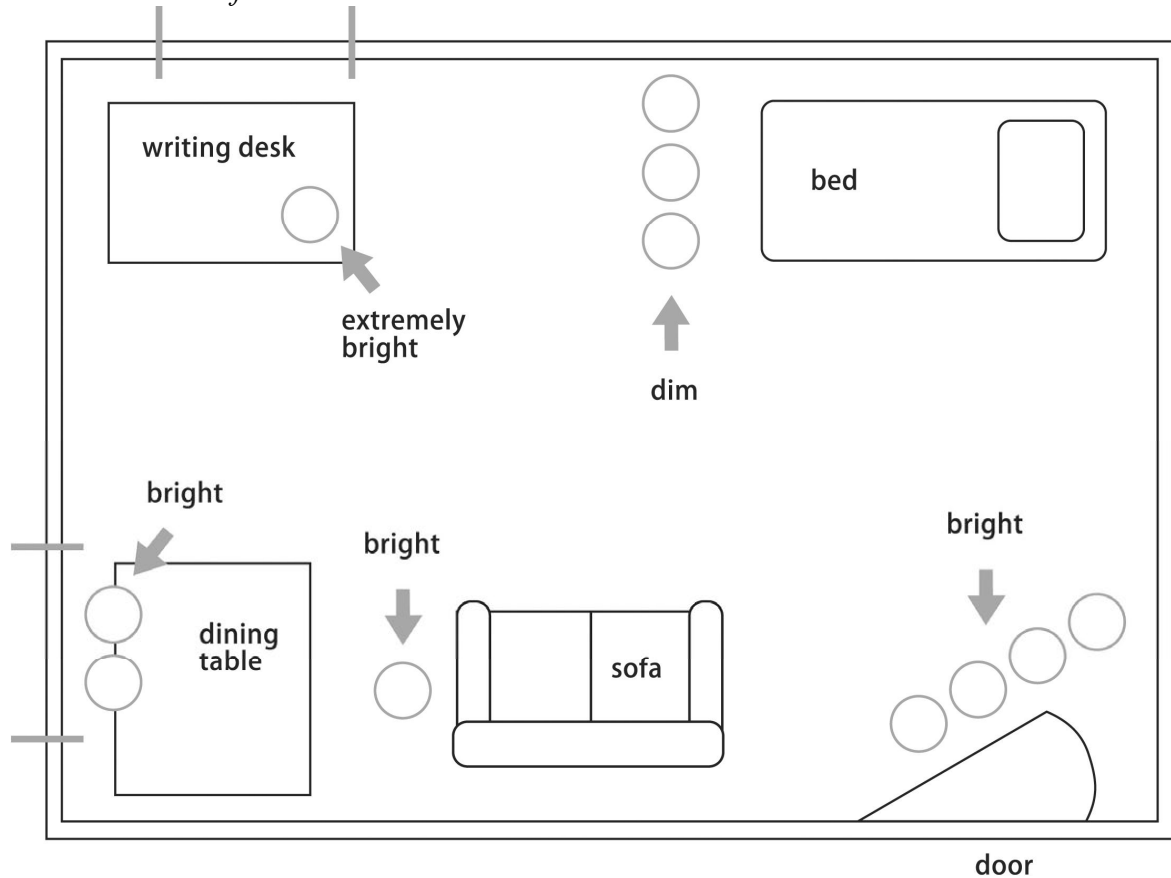 writing desk
bed
extremely
bright
dim
bright
bright
bright
dining
table
sofa
door